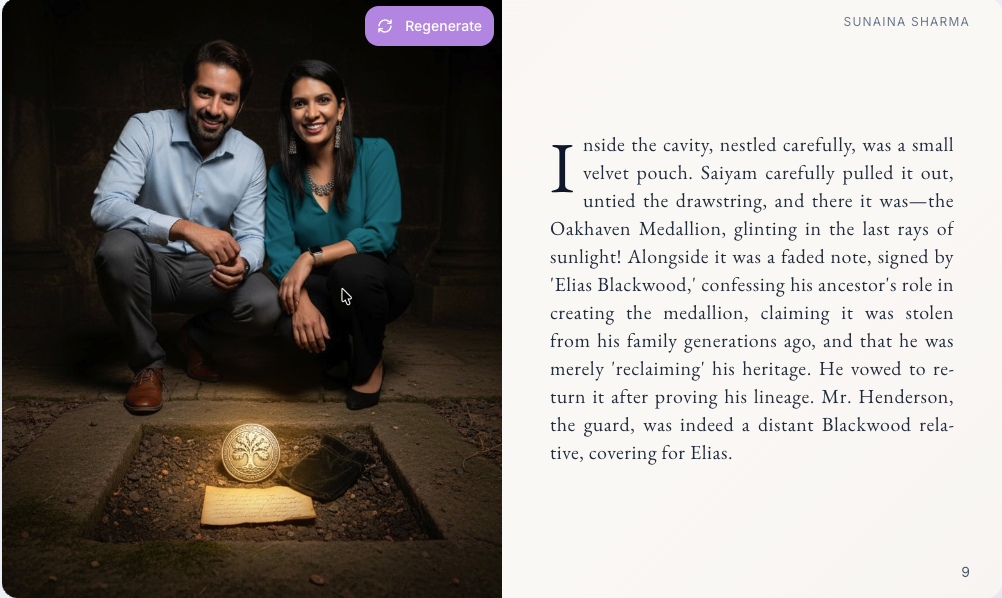 Regenerate
SUNAINA SHARMA
Inside the cavity, nestled carefully, was a small
velvet pouch. Saiyam carefully pulled it out,
untied the drawstring, and there it was—the
Oakhaven Medallion, glinting in the last rays of
sunlight! Alongside it was a faded note, signed by
'Elias Blackwood,' confessing his ancestor's role in
creating the medallion, claiming it was stolen
from his family generations ago, and that he was
merely 'reclaiming' his heritage. He vowed to re-
turn it after proving his lineage. Mr. Henderson,
the guard, was indeed a distant Blackwood rela-
tive, covering for Elias.
9